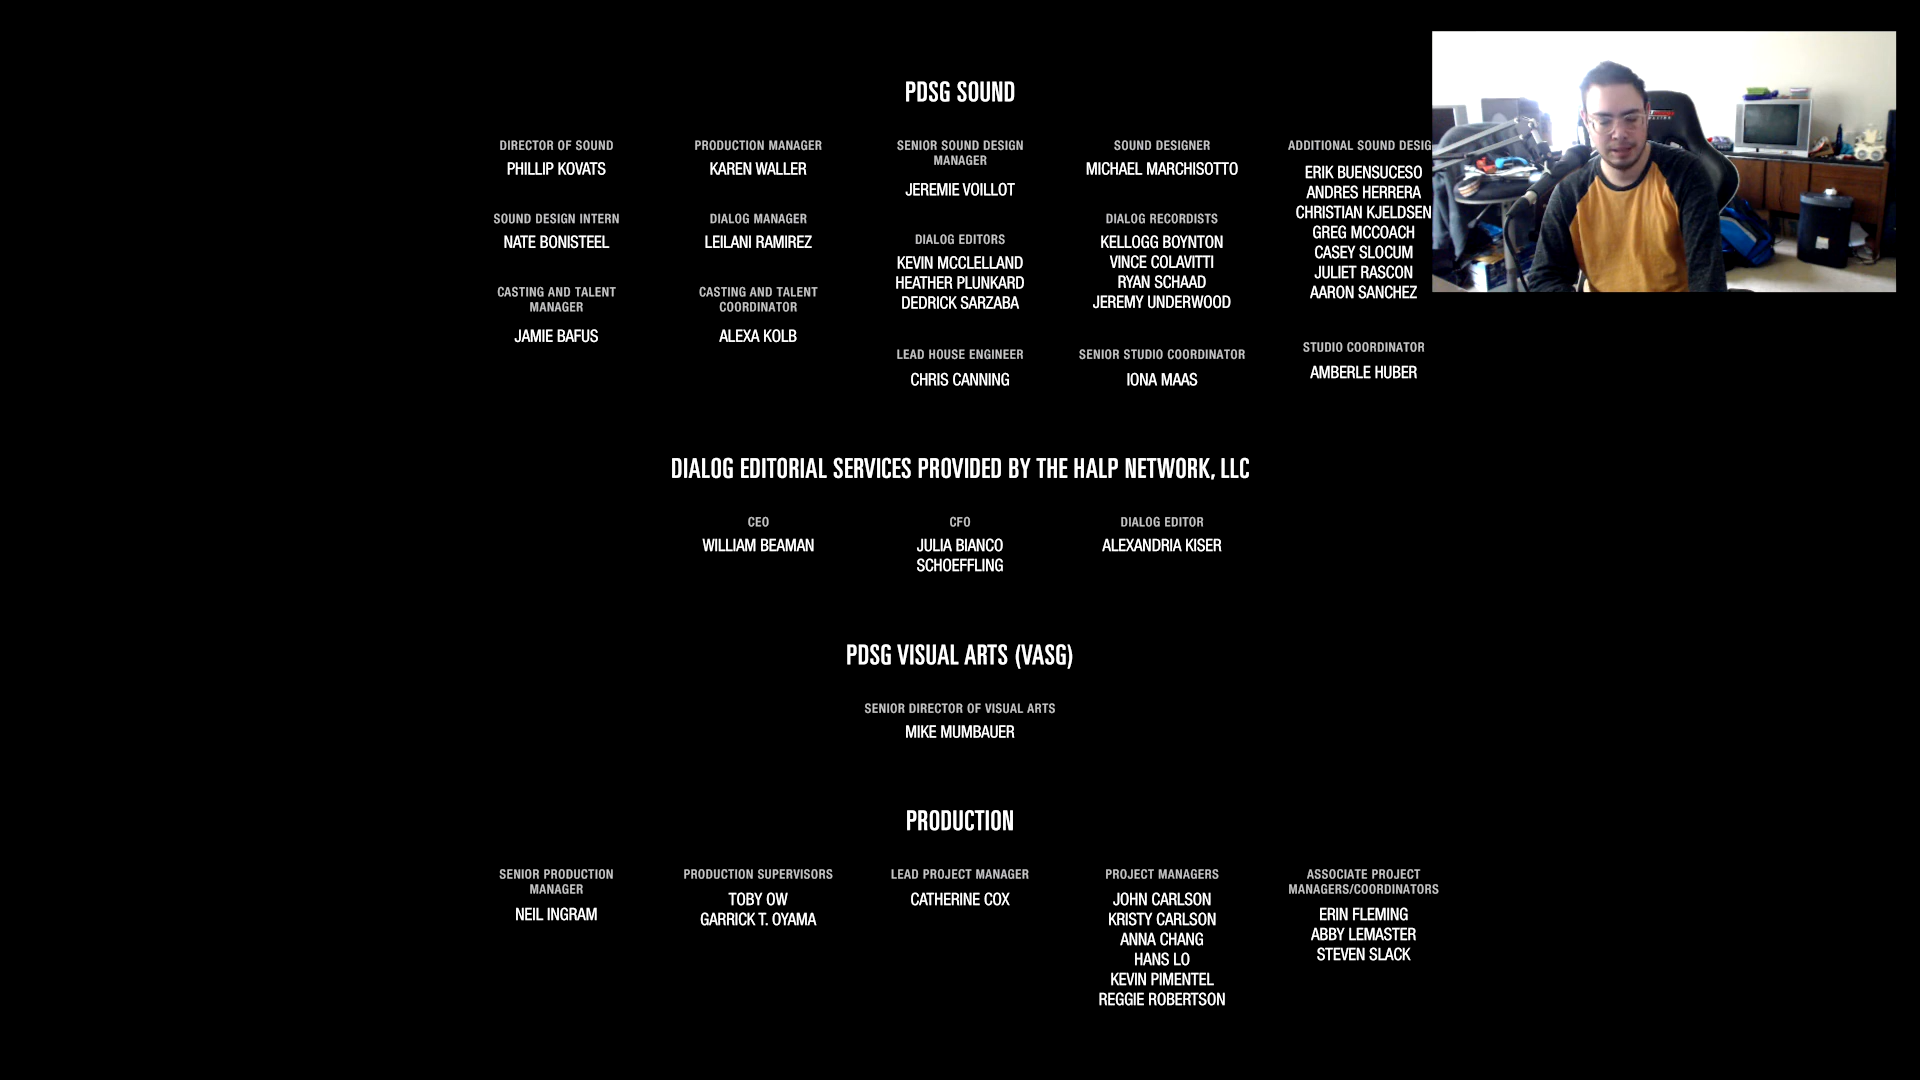 PDSG SOUND
DIRECTOR OF SOUND
PHILLIP KOVATS
PRODUCTION MANAGER
KAREN WALLER
SENIOR SOUND DESIGN
MANAGER
JEREMIE VOILLOT
SOUND DESIGNER
MICHAEL MARCHISOTTO
ADDITIONAL SOUND DESIG
ERIK BUENSUCESO
ANDRES HERRERA
CHRISTIAN KJELDSEN
GREG MCCOACH
CASEY SLOCUM
JULIET RASCON
AARON SANCHEZ
SOUND DESIGN INTERN
NATE BONISTEEL
DIALOG MANAGER
LEILANI RAMIREZ
DIALOG EDITORS
KEVIN MCCLELLAND
HEATHER PLUNKARD
DEDRICK SARZABA
DIALOG RECORDISTS
KELLOGG BOYNTON
VINCE COLAVITTI
RYAN SCHAAD
JEREMY UNDERWOOD
CASTING AND TALENT
MANAGER
JAMIE BAFUS
CASTING AND TALENT
COORDINATOR
ALEXA KOLB
LEAD HOUSE ENGINEER
CHRIS CANNING
SENIOR STUDIO COORDINATOR
IONA MAAS
STUDIO COORDINATOR
AMBERLE HUBER
DIALOG EDITORIAL SERVICES PROVIDED BY THE HALP NETWORK, LLC
CEO
WILLIAM BEAMAN
CFO
JULIA BIANCO
SCHOEFFLING
DIALOG EDITOR
ALEXANDRIA KISER
PDSG VISUAL ARTS (VASG)
SENIOR DIRECTOR OF VISUAL ARTS
MIKE MUMBAUER
PRODUCTION
SENIOR PRODUCTION
MANAGER
NEIL INGRAM
PRODUCTION SUPERVISORS
TOBY OW
GARRICK T. OYAMA
LEAD PROJECT MANAGER
CATHERINE COX
PROJECT MANAGERS
JOHN CARLSON
KRISTY CARLSON
ANNA CHANG
HANS LO
KEVIN PIMENTEL
REGGIE ROBERTSON
ASSOCIATE PROJECT
MANAGERS/COORDINATORS
ERIN FLEMING
ABBY LEMASTER
STEVEN SLACK